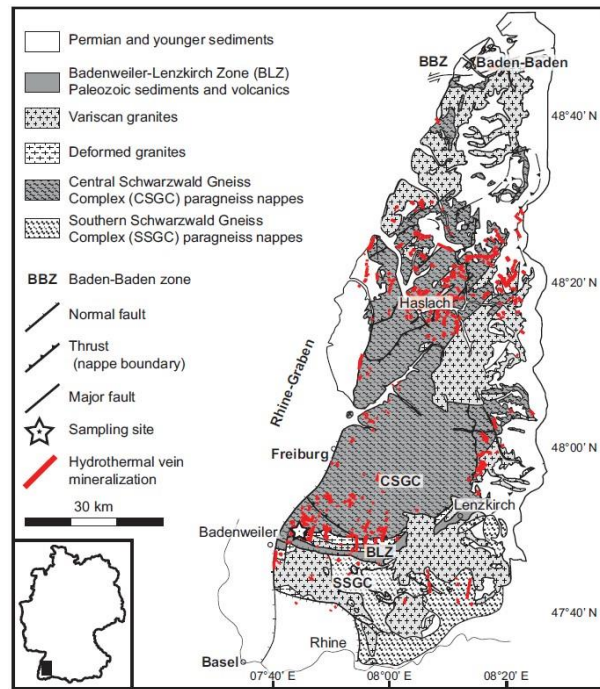 Permian and younger sediments
Badenweiler-Lenzkirch Zone (BLZ)
Paleozoic sediments and volcanics
Variscan granites
Deformed granites
Central Schwarzwald Gneiss
Complex (CSGC) paragneiss nappes
Southern Schwarzwald Gneiss
Complex (SSGC) paragneiss nappes
BBZ Baden-Baden zone
Normal fault
Thrust
(nappe boundary)
Major fault
Sampling site
Hydrothermal vein
mineralization
30 km
BBZ
Baden-Baden
48°40' N
48°20' N
Haslach
Rhine-Graben
Freiburg
48°00' N
CSGC
Lenzkirch
Badenweiler
BLZ
SSGC
47°40' N
Rhine
Basel
07°40' E
08°00' E
08°20' E